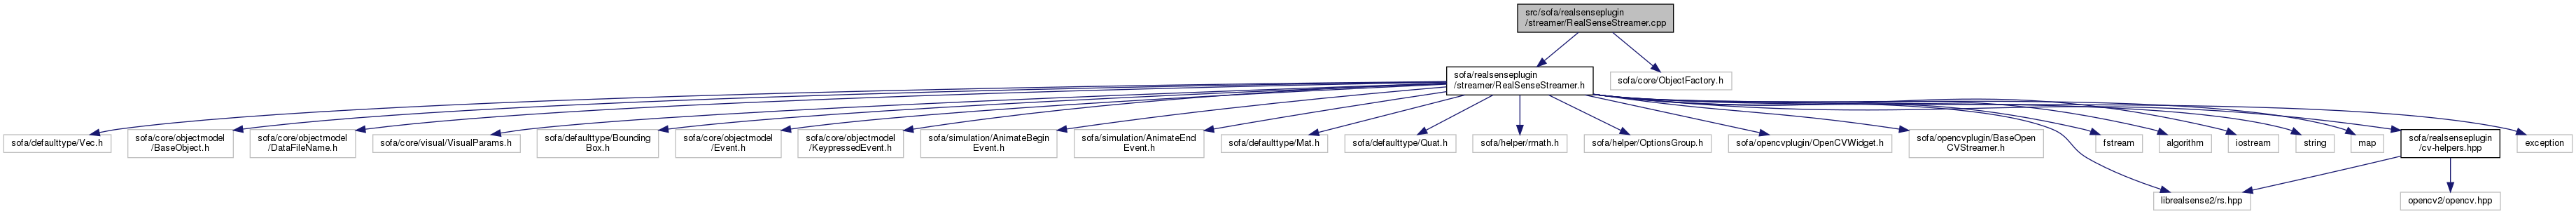 src/sofa/realsenseplugin
/streamer/RealSenseStreamer.cpp
sofa/realsenseplugin
/streamer/RealSenseStreamer.h
sofa/core/ObjectFactory.h
sofa/defaulttype/Vec.h
sofa/core/objectmodel
/BaseObject.h
sofa/core/objectmodel
/DataFileName.h
sofa/core/visual/VisualParams.h
sofa/defaulttype/Bounding
Box.h
sofa/core/objectmodel
/Event.h
sofa/core/objectmodel
/KeypressedEvent.h
sofa/simulation/AnimateBegin
Event.h
sofa/simulation/AnimateEnd
Event.h
sofa/defaulttype/Mat.h
sofa/defaulttype/Quat.h
sofa/helper/rmath.h
sofa/helper/OptionsGroup.h
sofa/opencvplugin/OpenCVWidget.h
sofa/opencvplugin/BaseOpen
CVStreamer.h
fstream
algorithm
iostream
string
map
sofa/realsenseplugin
/cv-helpers.hpp
exception
librealsense2/rs.hpp
opencv2/opencv.hpp